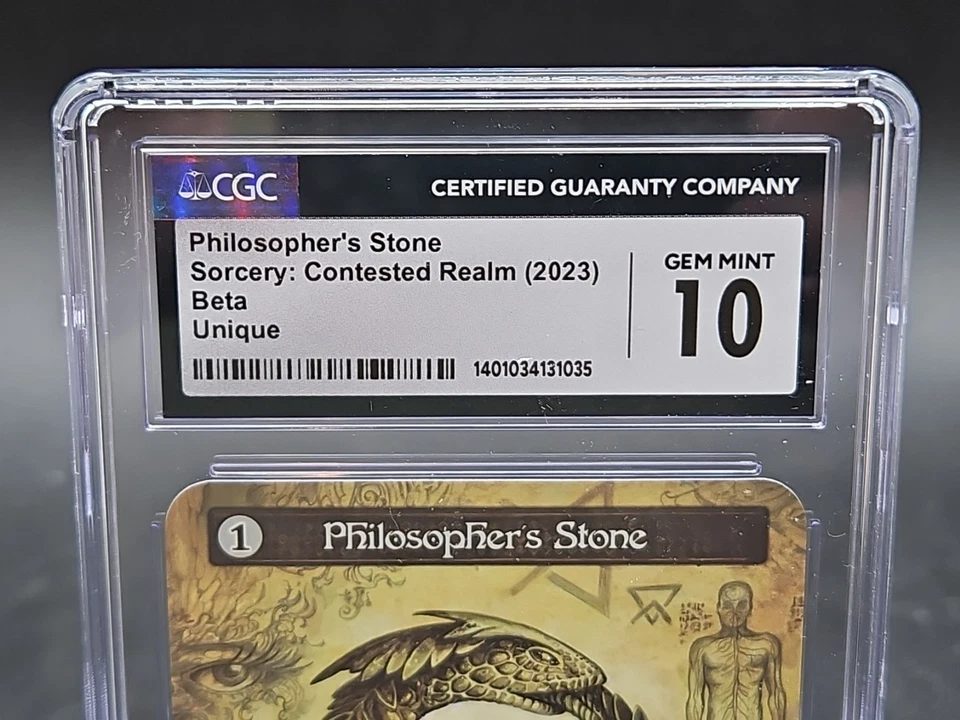 CGC
CERTIFIED GUARANTY COMPANY
Philosopher's Stone
Sorcery: Contested Realm (2023)
Beta
Unique
GEM MINT
10
1401034131035
1
Philosopher's Stone